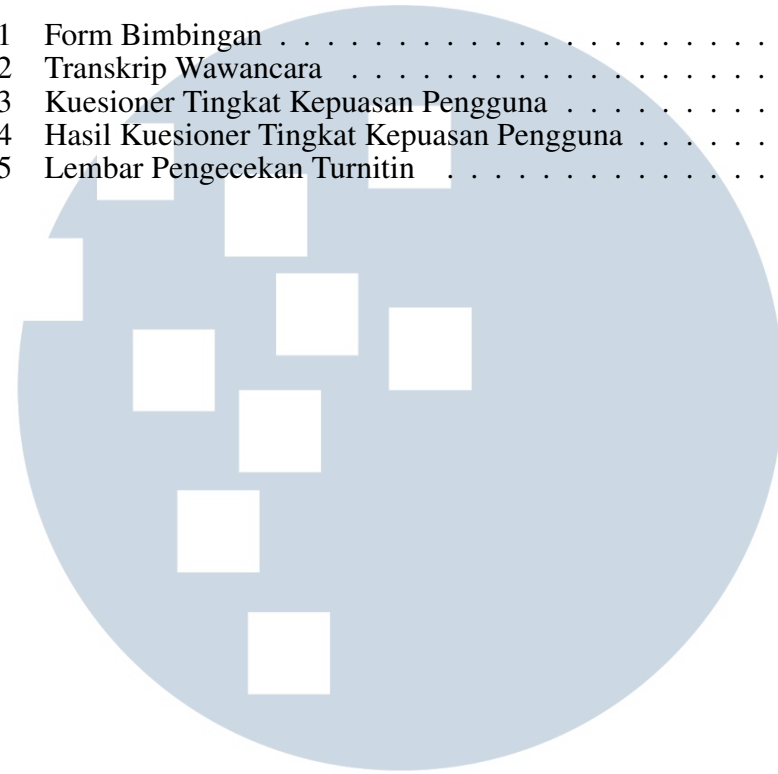 1 Form Bimbingan . . . . . . . . . . . . . . . . . . . . .
2 Transkrip Wawancara . . . . . . . . . . . . . . . . . .
3 Kuesioner Tingkat Kepuasan Pengguna . . . . . . . . .
4 Hasil Kuesioner Tingkat Kepuasan Pengguna . . . . . .
5 Lembar Pengecekan Turnitin . . . . . . . . . . . . . .